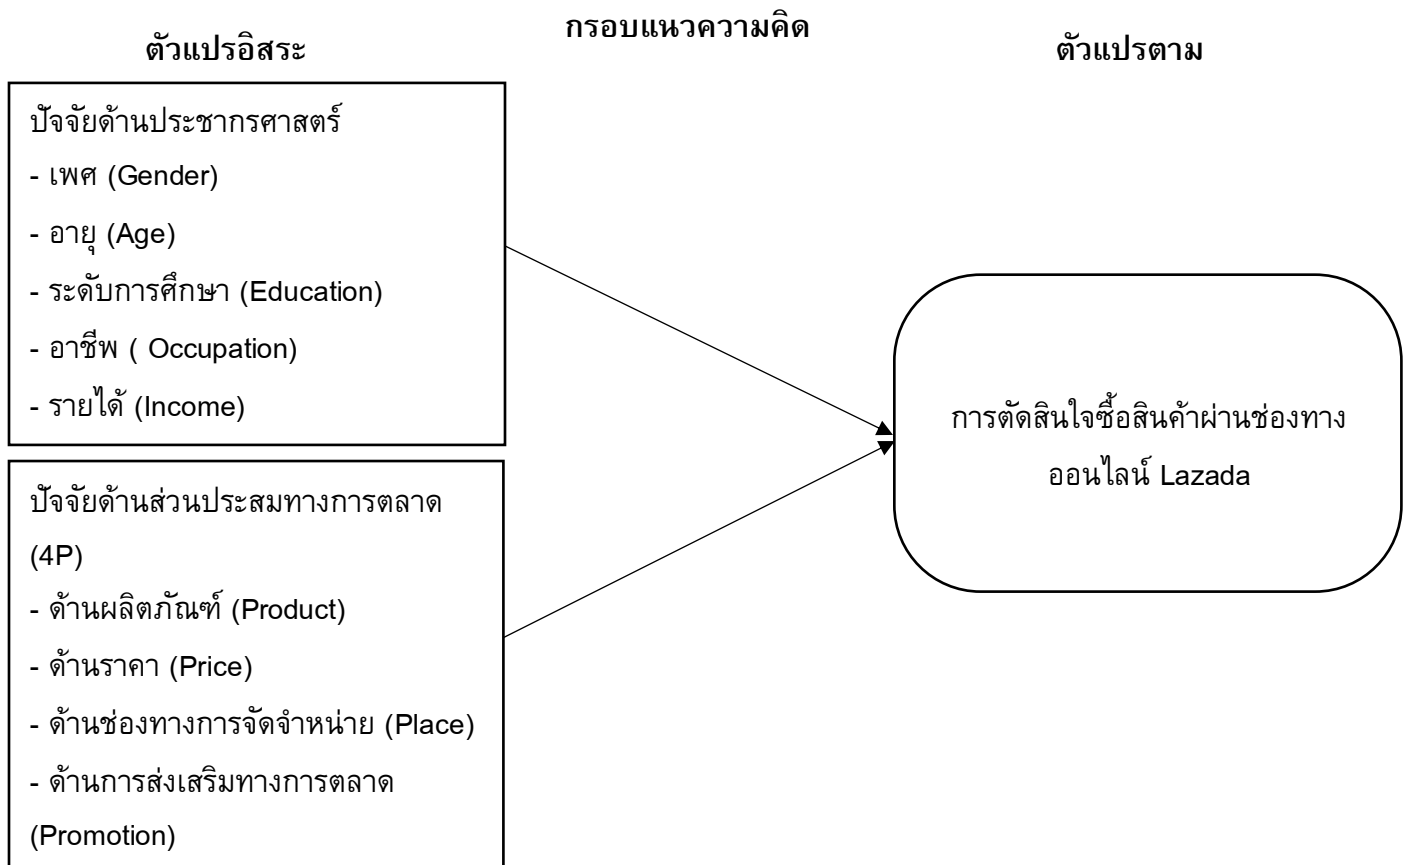 กรอบแนวความคิด
ตัวแปรอิสระ
ตัวแปรตาม
ปัจจัยด้านประชากรศาสตร์
- เพศ (Gender)
- อายุ (Age)
- ระดับการศึกษา (Education)
- อาชีพ ( Occupation)
- รายได้ (Income)
ปัจจัยด้านส่วนประสมทางการตลาด
(4P)
- ด้านผลิตภัณฑ์ (Product)
- ด้านราคา (Price)
- ด้านช่องทางการจัดจำหน่าย (Place)
- ด้านการส่งเสริมทางการตลาด
(Promotion)
การตัดสินใจซื้อสินค้าผ่านช่องทาง
ออนไลน์ Lazada